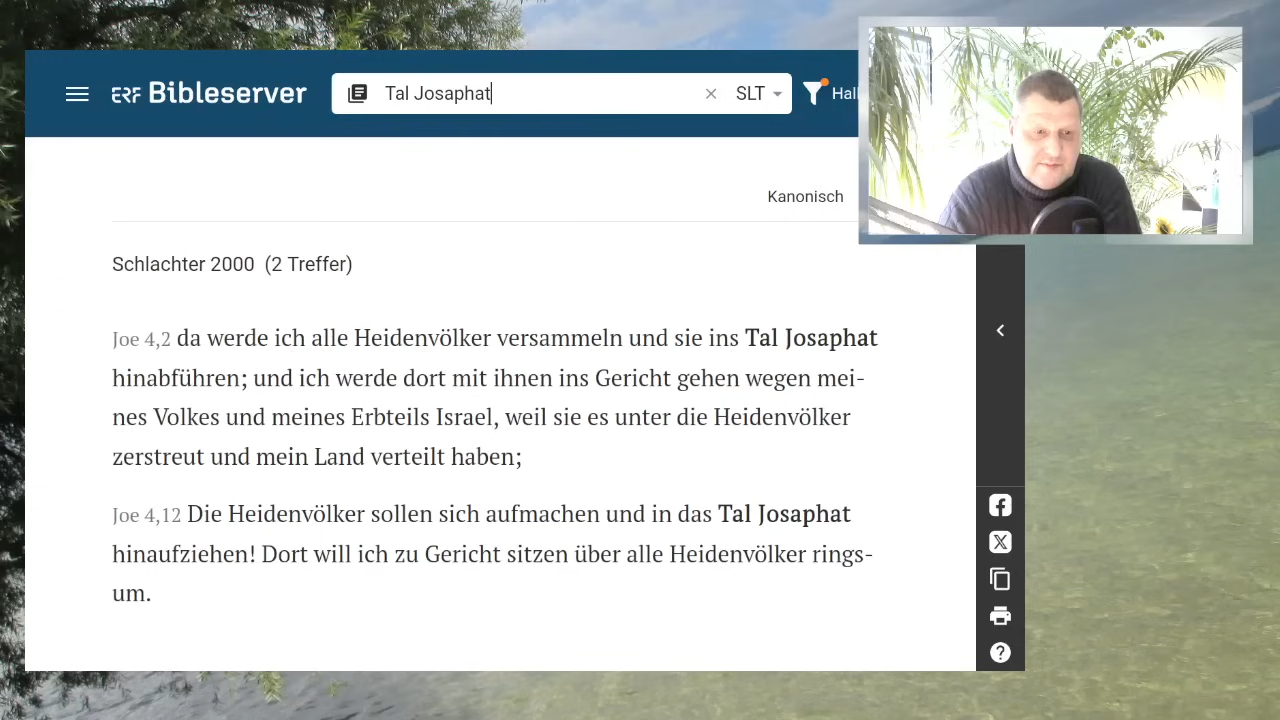 ERF Bibleserver
Tal Josaphat
SLT
Kanonisch
Schlachter 2000 (2 Treffer)
Joe 4,2 da werde ich alle Heidenvölker versammeln und sie ins Tal Josaphat
hinabführen; und ich werde dort mit ihnen ins Gericht gehen wegen mei-
nes Volkes und meines Erbteils Israel, weil sie es unter die Heidenvölker
zerstreut und mein Land verteilt haben;
Joe 4,12 Die Heidenvölker sollen sich aufmachen und in das Tal Josaphat
hinaufziehen! Dort will ich zu Gericht sitzen über alle Heidenvölker rings-
um.